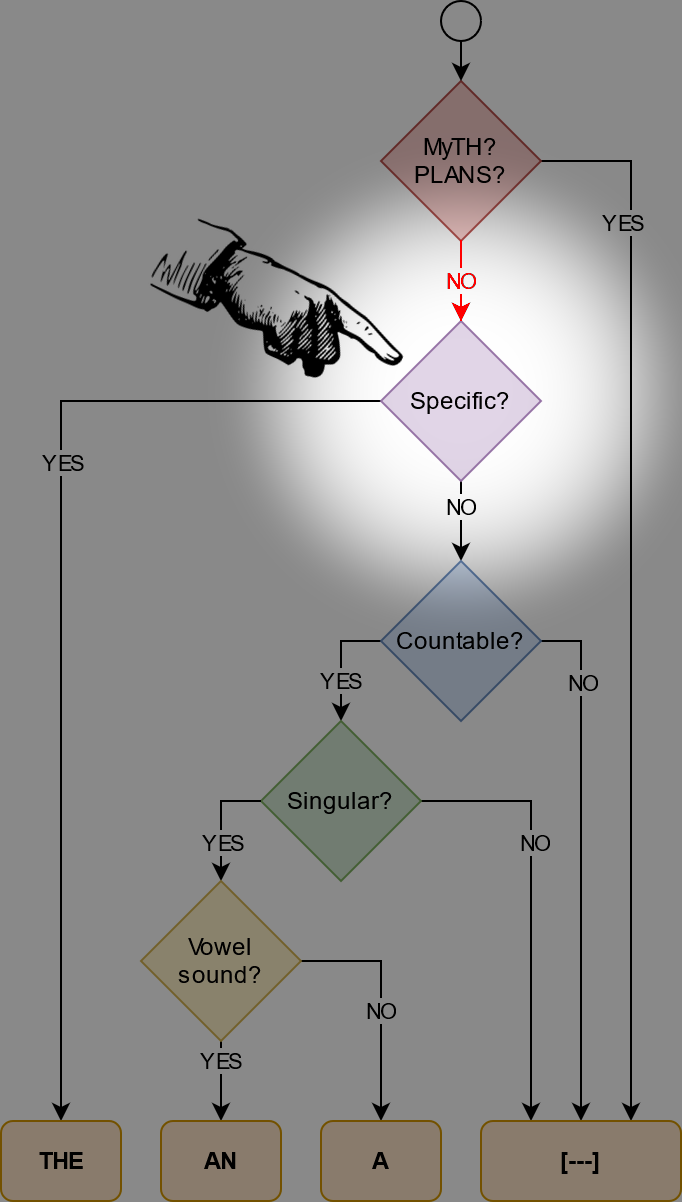 MyTH?
PLANS?
YES
NO
Specific?
YES
NO
Countable?
YES
NO
Singular?
YES
NO
Vowel
sound?
NO
YES
THE
AN
A
[---]